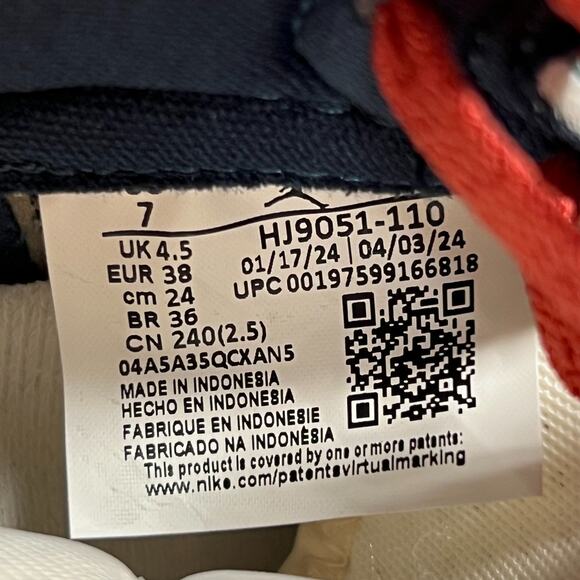 7
UK 4.5
EUR 38
cm 24
BR 36
CN 240(2.5)
04A5A35QCXAN5
MADE IN INDONESIA
HECHO EN INDONESIA
FABRIQUE EN INDONESIE
FABRICADO NA INDONÈSIA
HJ9051-110
01/17/24 | 04/03/24
UPC 00197599166818
This product is covered by one or more patents:
www.nike.com/patentsvirtualmarking